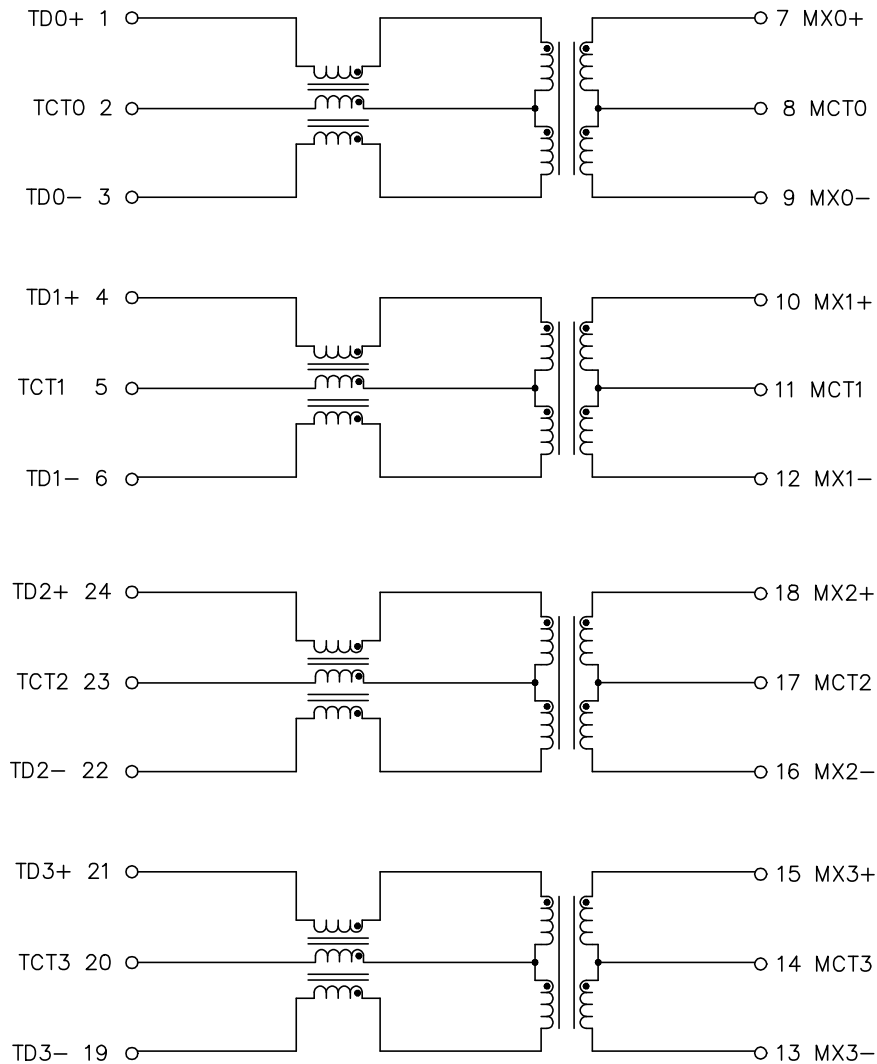 TD0+ 1 7 MX0+
TCT0 2 8 MCT0
TD0- 3 9 MX0-
TD1+ 4 10 MX1+
TCT1 5 11 MCT1
TD1- 6 12 MX1-
TD2+ 24 18 MX2+
TCT2 23 17 MCT2
TD2- 22 16 MX2-
TD3+ 21 15 MX3+
TCT3 20 14 MCT3
TD3- 19 13 MX3-